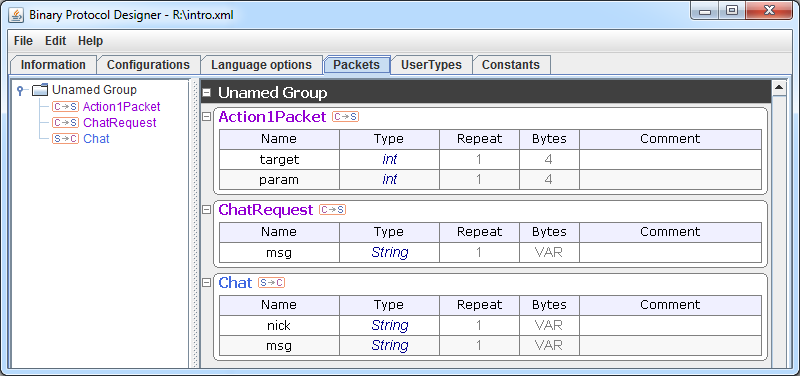 Binary Protocol Designer - R:\intro.xml
File Edit Help
Information Configurations Language options Packets UserTypes Constants
Unamed Group
C→S Action1Packet
C→S ChatRequest
S→C Chat
Unamed Group
Action1Packet C→S
Name Type Repeat Bytes Comment
target int 1 4
param int 1 4
ChatRequest C→S
Name Type Repeat Bytes Comment
msg String 1 VAR
Chat S→C
Name Type Repeat Bytes Comment
nick String 1 VAR
msg String 1 VAR